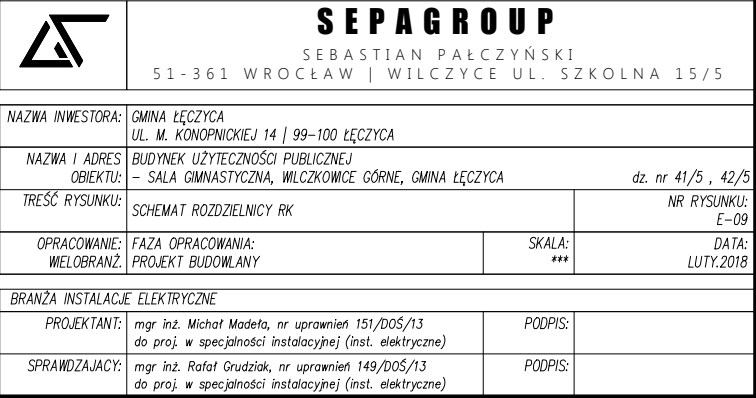 SEPAGROUP
SEBASTIAN PAŁCZYŃSKI
51-361 WROCŁAW | WILCZYCE UL. SZKOLNA 15/5
NAZWA INWESTORA: GMINA ŁĘCZYCA
UL. M. KONOPNICKIEJ 14 | 99-100 ŁĘCZYCA
NAZWA I ADRES BUDYNEK UŻYTECZNOŚCI PUBLICZNEJ
OBIEKTU: - SALA GIMNASTYCZNA, WILCZKOWICE GÓRNE, GMINA ŁĘCZYCA dz. nr 41/5 , 42/5
TREŚĆ RYSUNKU: SCHEMAT ROZDZIELNICY RK NR RYSUNKU:
E-09
OPRACOWANIE: FAZA OPRACOWANIA: SKALA: DATA:
WIELOBRANŻ. PROJEKT BUDOWLANY *** LUTY.2018
BRANŻA INSTALACJE ELEKTRYCZNE
PROJEKTANT: mgr inż. Michał Madeła, nr uprawnień 151/DOŚ/13 PODPIS:
do proj. w specjalności instalacyjnej (inst. elektryczne)
SPRAWDZAJACY: mgr inż. Rafał Grudziak, nr uprawnień 149/DOŚ/13 PODPIS:
do proj. w specjalności instalacyjnej (inst. elektryczne)